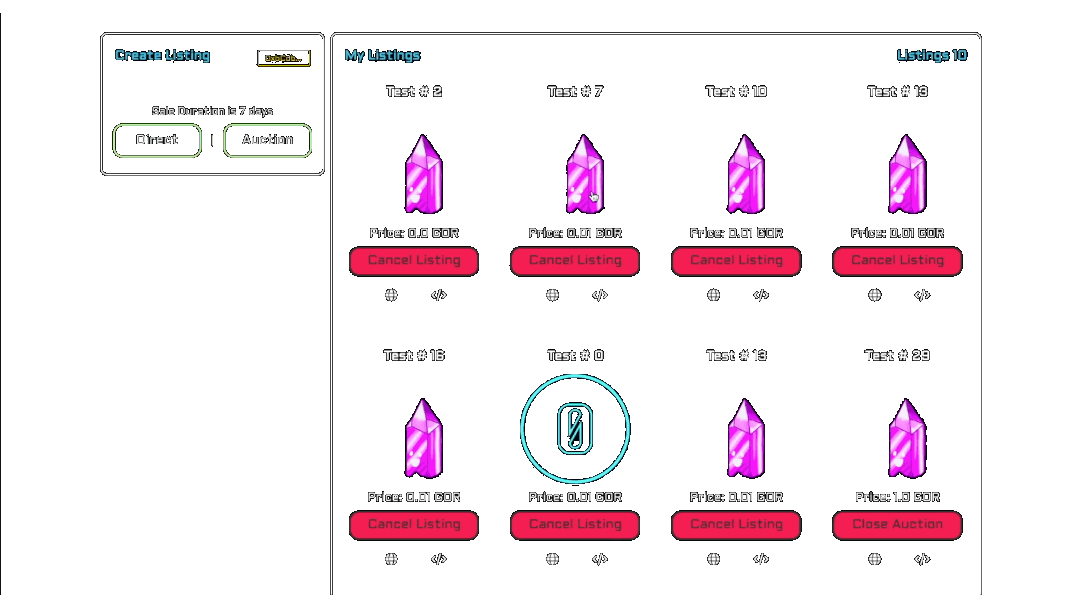 Create Listing
Sale Duration is 7 days
Direct | Auction
My Listings Listings 10
Test # 2 Test # 7 Test # 10 Test # 13
Price: 0.0 GOR Price: 0.01 GOR Price: 0.01 GOR Price: 0.01 GOR
Cancel Listing Cancel Listing Cancel Listing Cancel Listing
</> </> </> </>
Test # 16 Test # 0 Test # 13 Test # 29
0
Price: 0.01 GOR Price: 0.01 GOR Price: 0.01 GOR Price: 1.0 GOR
Cancel Listing Cancel Listing Cancel Listing Close Auction
</> </> </> </>